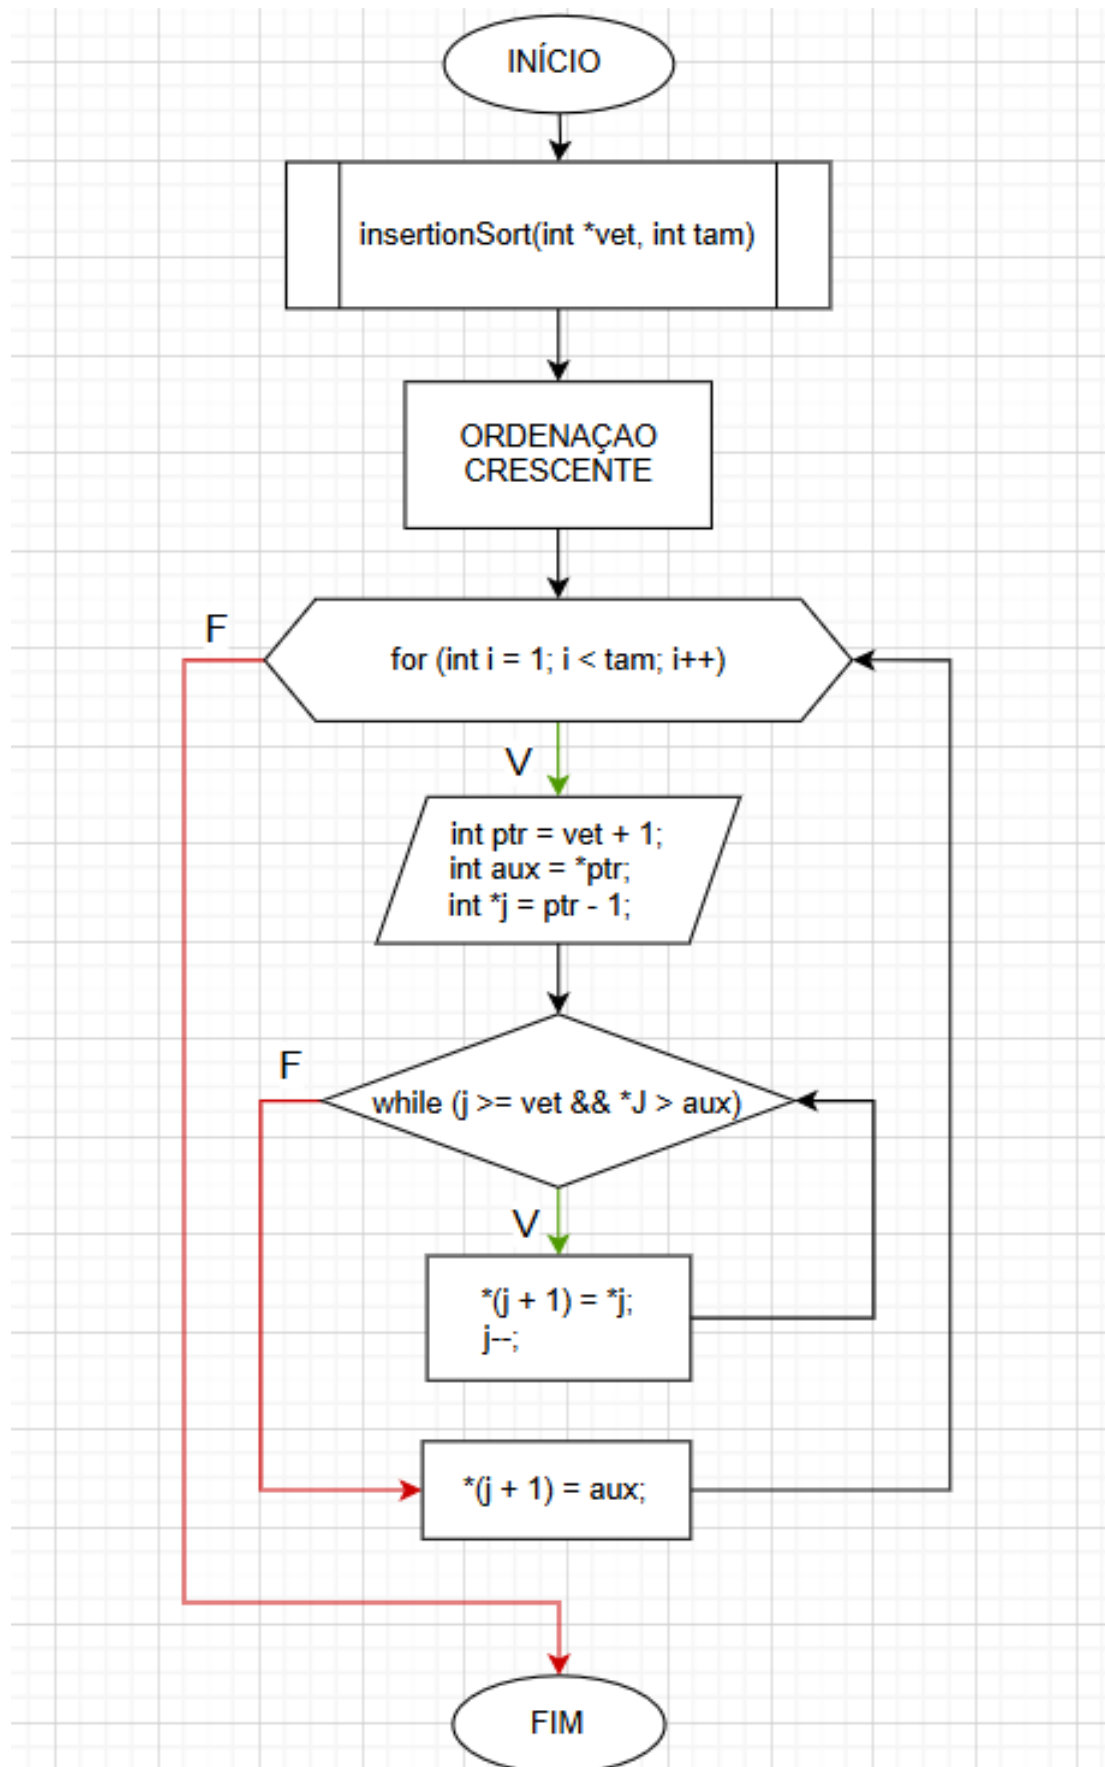 INÍCIO
insertionSort(int *vet, int tam)
ORDENAÇAO
CRESCENTE
F
for (int i = 1; i < tam; i++)
V
int ptr = vet + 1;
int aux = *ptr;
int *j = ptr - 1;
F
while (j >= vet && *J > aux)
V
*(j + 1) = *j;
j--;
*(j + 1) = aux;
FIM